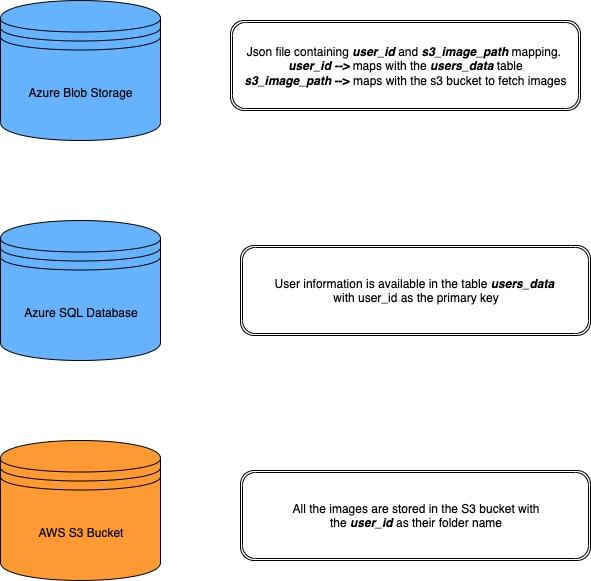 Azure Blob Storage
Json file containing user_id and s3_image_path mapping.
user_id --> maps with the users_data table
s3_image_path --> maps with the s3 bucket to fetch images
Azure SQL Database
User information is available in the table users_data
with user_id as the primary key
AWS S3 Bucket
All the images are stored in the S3 bucket with
the user_id as their folder name